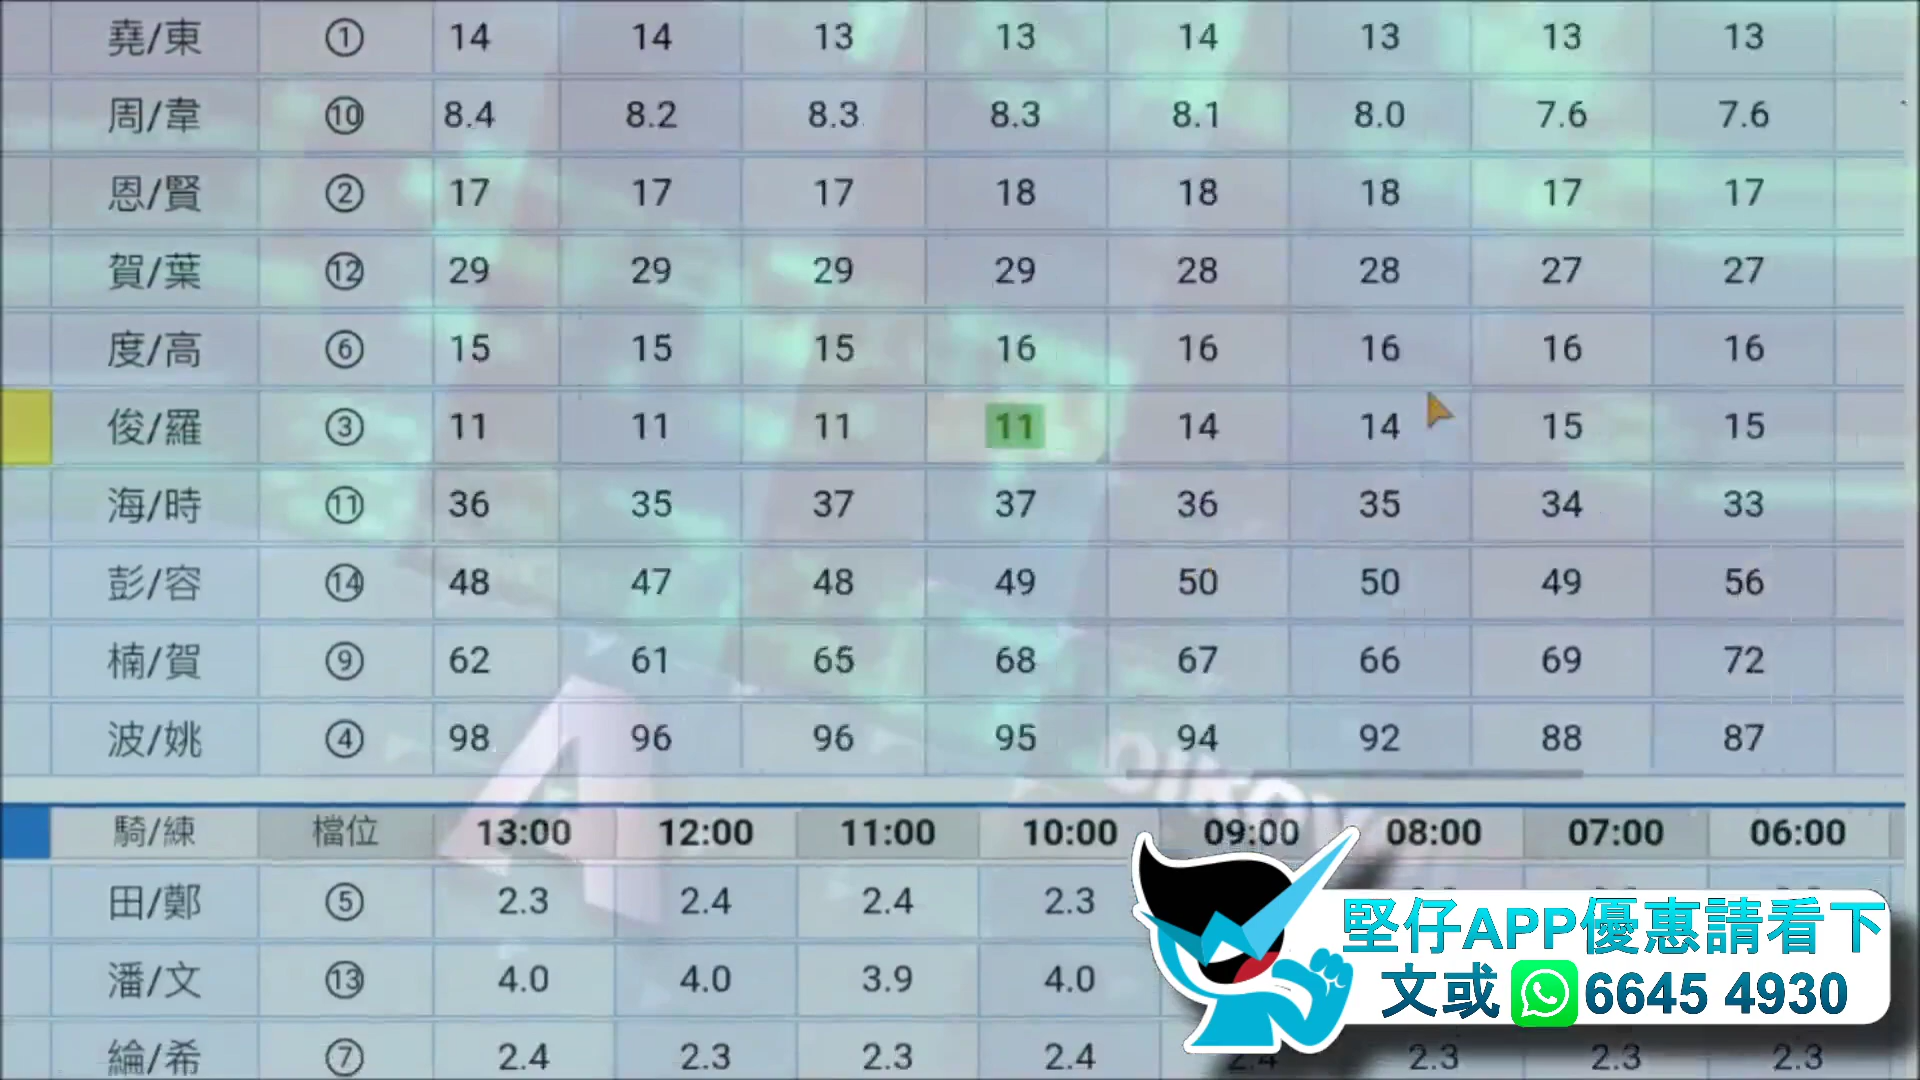 堯/東 ① 14 14 13 13 14 13 13 13
周/韋 ⑩ 8.4 8.2 8.3 8.3 8.1 8.0 7.6 7.6
恩/賢 ② 17 17 17 18 18 18 17 17
賀/葉 ⑫ 29 29 29 29 28 28 27 27
度/高 ⑥ 15 15 15 16 16 16 16 16
俊/羅 ③ 11 11 11 11 14 14 15 15
海/時 ⑪ 36 35 37 37 36 35 34 33
彭/容 ⑭ 48 47 48 49 50 50 49 56
楠/賀 ⑨ 62 61 65 68 67 66 69 72
波/姚 ④ 98 96 96 95 94 92 88 87
騎/練 檔位 13:00 12:00 11:00 10:00 09:00 08:00 07:00 06:00
田/鄭 ⑤ 2.3 2.4 2.4 2.3
潘/文 ⑬ 4.0 4.0 3.9 4.0
綸/希 ⑦ 2.4 2.3 2.3 2.4 2.4 2.3 2.3 2.3
堅仔APP優惠請看下
文或 6645 4930